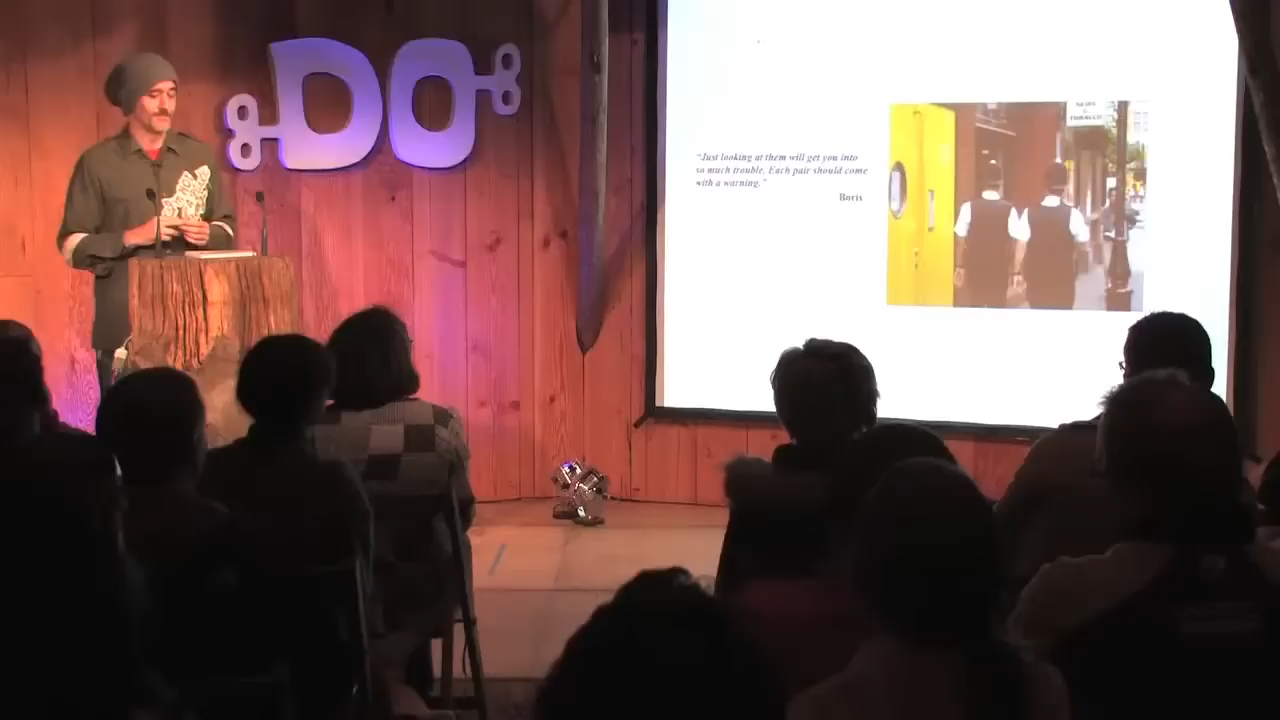 DO
"Just looking at them will get you into
so much trouble. Each pair should come
with a warning."
Boris
NEWS
TOBACCO